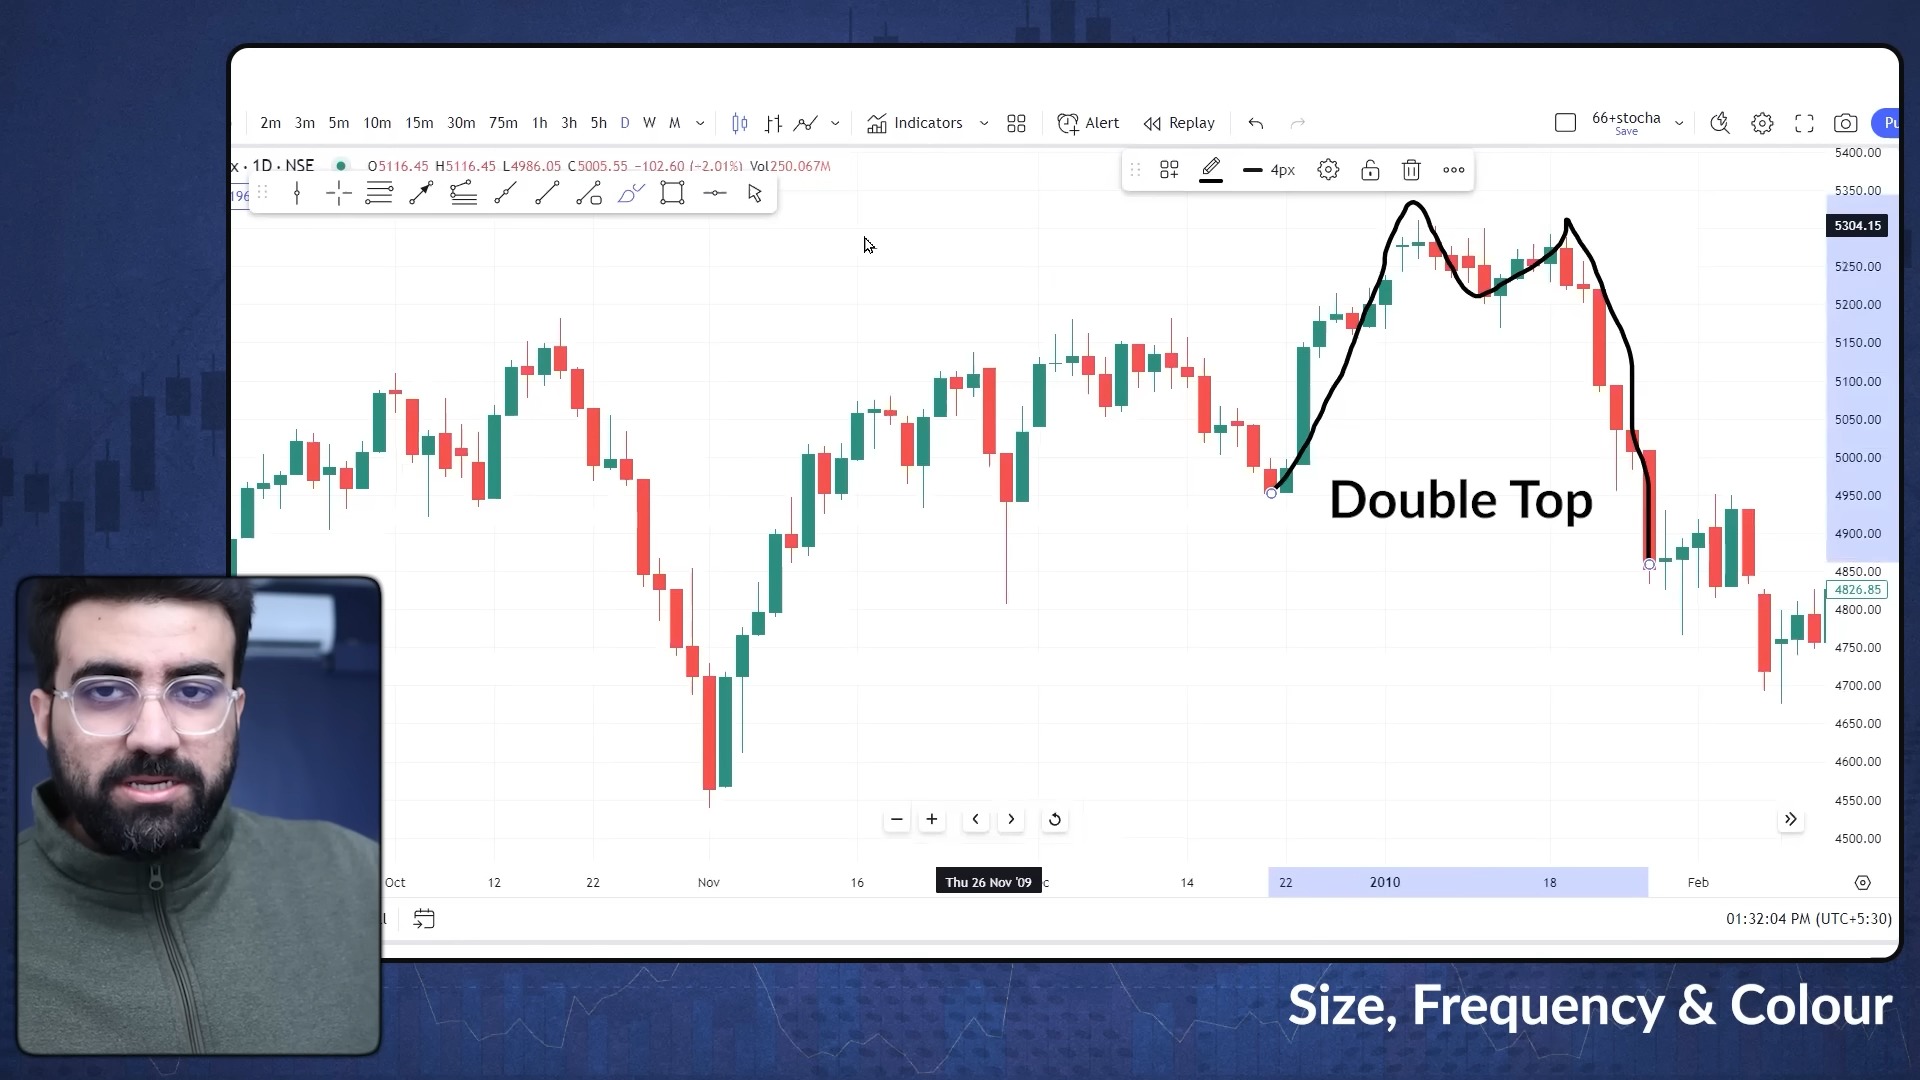 2m 3m 5m 10m 15m 30m 75m 1h 3h 5h D W M Indicators Alert Replay 66+stocha
Save
x · 1D · NSE O5116.45 H5116.45 L4986.05 C5005.55 −102.60 (−2.01%) Vol250.067M
196
4px
5400.00
5350.00
5304.15
5250.00
5200.00
5150.00
5100.00
5050.00
5000.00
4950.00
4900.00
4850.00
4826.85
4800.00
4750.00
4700.00
4650.00
4600.00
4550.00
4500.00
Double Top
Oct 12 22 Nov 16 Thu 26 Nov '09 14 22 2010 18 Feb
01:32:04 PM (UTC+5:30)
Size, Frequency & Colour